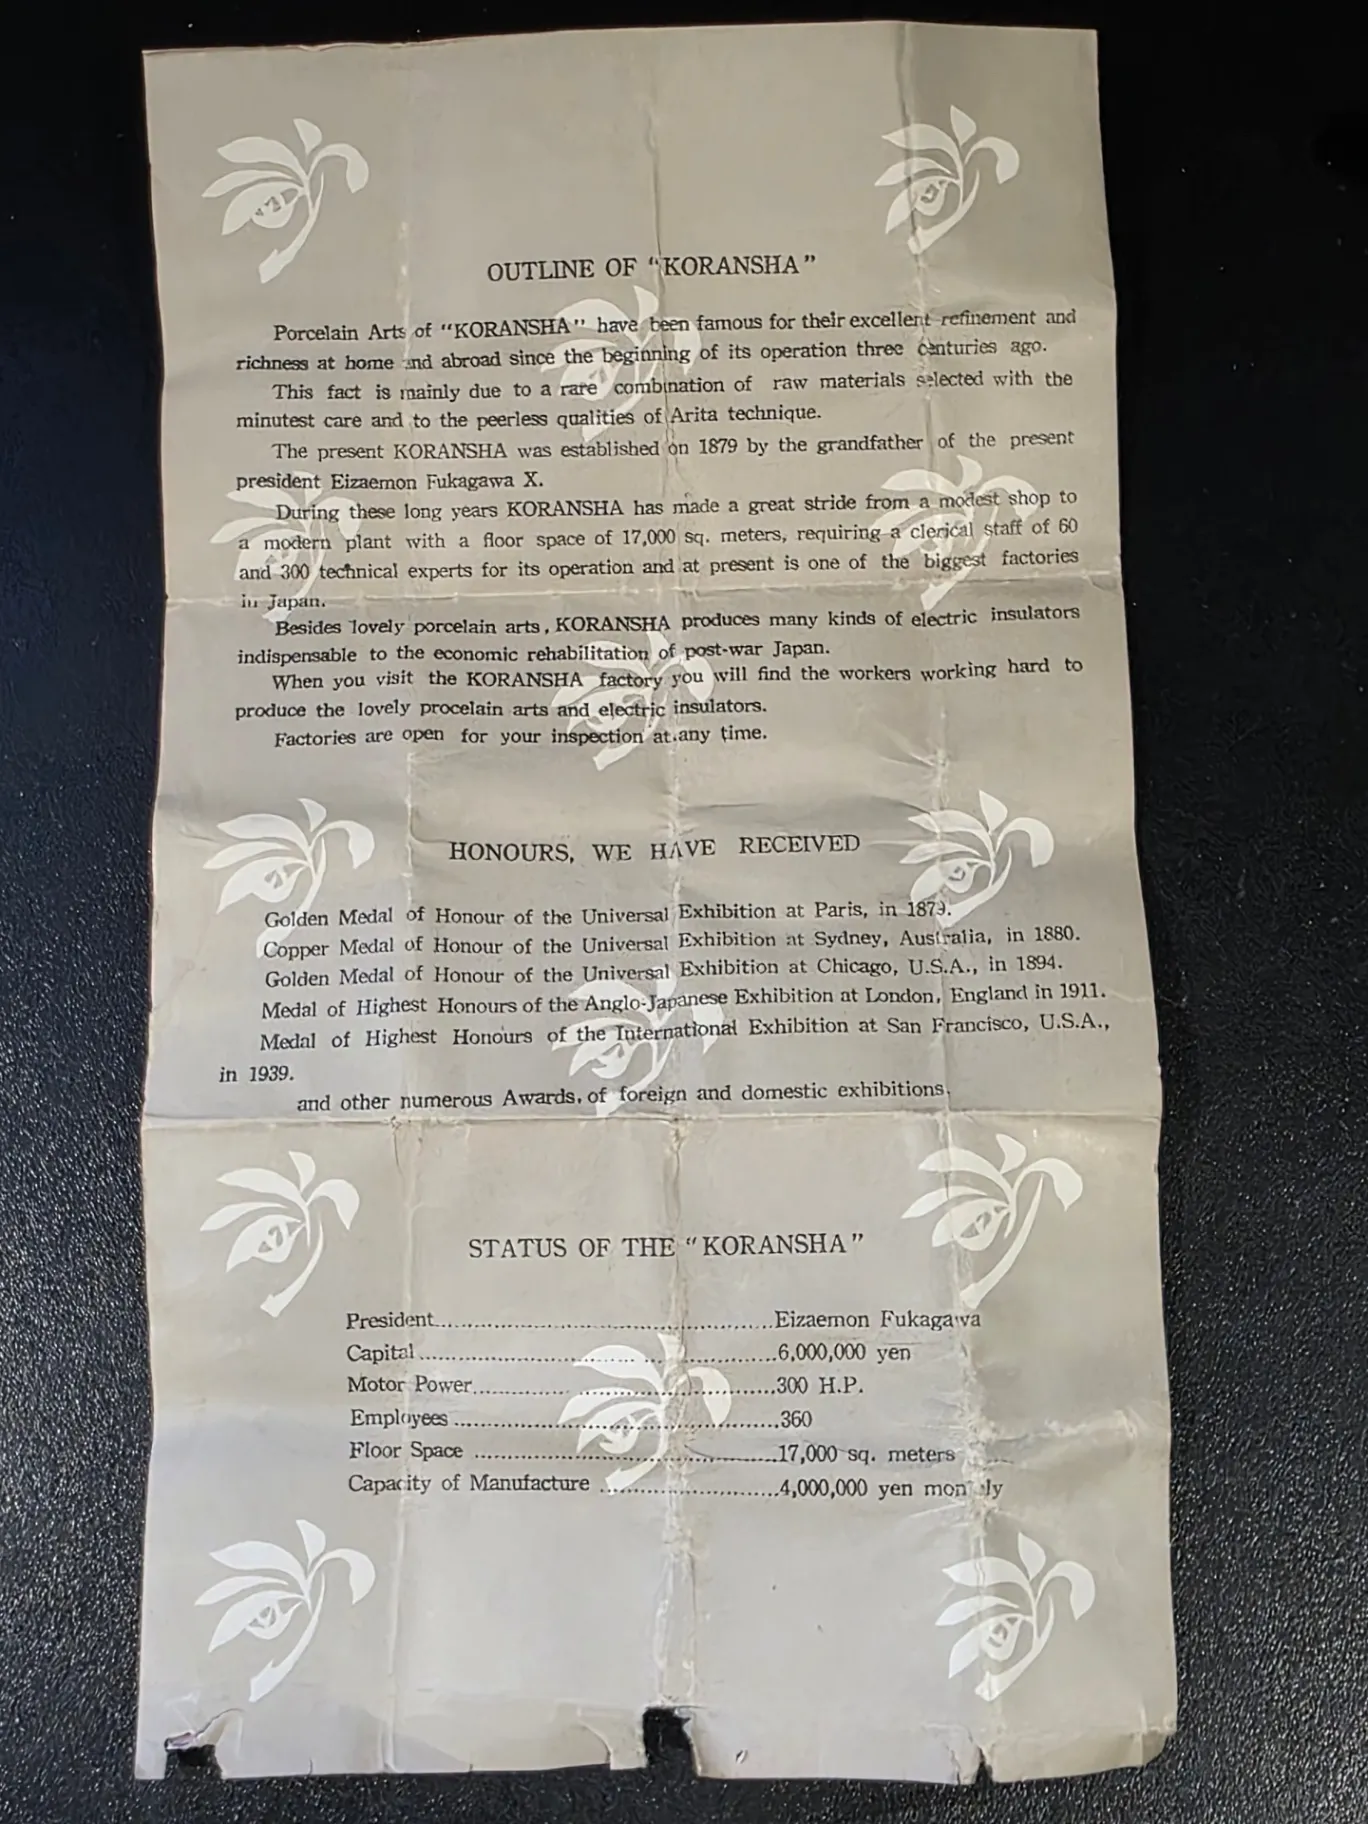 OUTLINE OF "KORANSHA"
Porcelain Arts of "KORANSHA" have been famous for their excellent refinement and
richness at home and abroad since the beginning of its operation three centuries ago.
This fact is mainly due to a rare combination of raw materials selected with the
minutest care and to the peerless qualities of Arita technique.
The present KORANSHA was established on 1879 by the grandfather of the present
president Eizaemon Fukagawa X.
During these long years KORANSHA has made a great stride from a modest shop to
a modern plant with a floor space of 17,000 sq. meters, requiring a clerical staff of 60
and 300 technical experts for its operation and at present is one of the biggest factories
in Japan.
Besides lovely porcelain arts, KORANSHA produces many kinds of electric insulators
indispensable to the economic rehabilitation of post-war Japan.
When you visit the KORANSHA factory you will find the workers working hard to
produce the lovely procelain arts and electric insulators.
Factories are open for your inspection at any time.
HONOURS, WE HAVE RECEIVED
Golden Medal of Honour of the Universal Exhibition at Paris, in 1879.
Copper Medal of Honour of the Universal Exhibition at Sydney, Australia, in 1880.
Golden Medal of Honour of the Universal Exhibition at Chicago, U.S.A., in 1894.
Medal of Highest Honours of the Anglo-Japanese Exhibition at London, England in 1911.
Medal of Highest Honours of the International Exhibition at San Francisco, U.S.A.,
in 1939.
and other numerous Awards, of foreign and domestic exhibitions.
STATUS OF THE "KORANSHA"
President..........Eizaemon Fukagawa
Capital..........6,000,000 yen
Motor Power..........300 H.P.
Employees..........360
Floor Space..........17,000 sq. meters
Capacity of Manufacture..........4,000,000 yen monthly